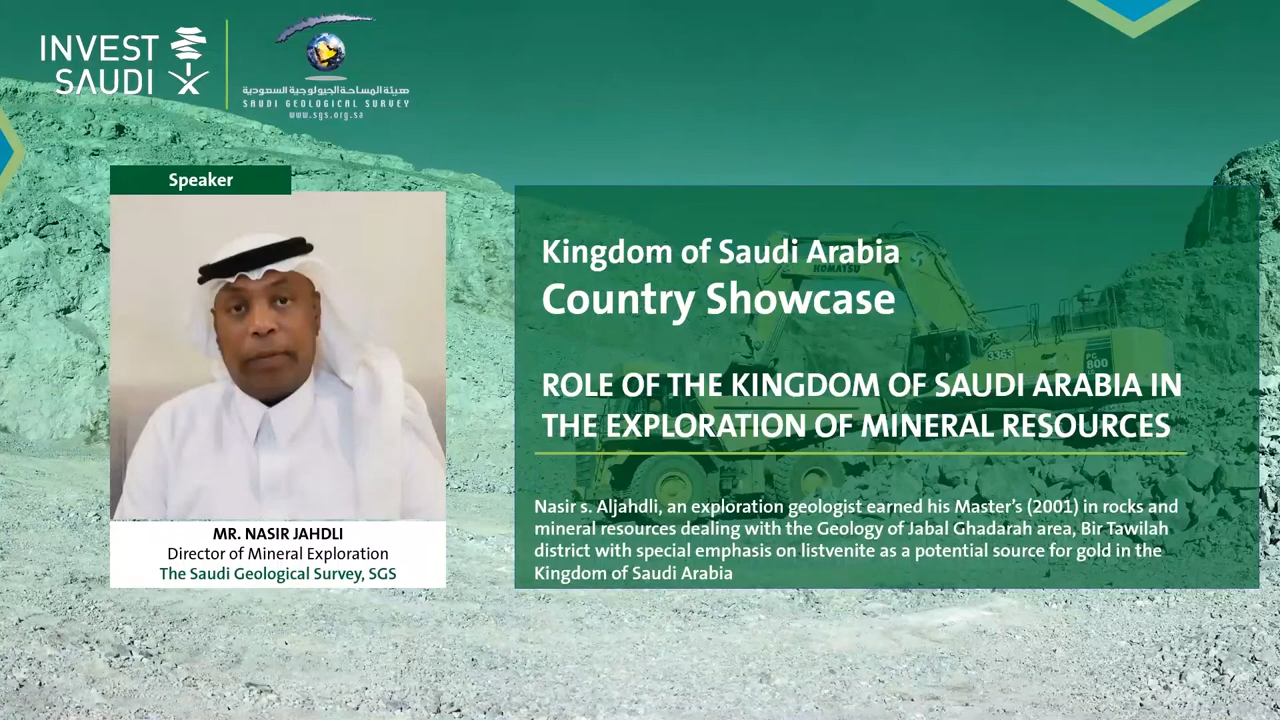 INVEST
SAUDI
هيئة المساحة الجيولوجية السعودية
SAUDI GEOLOGICAL SURVEY
www.sgs.org.sa
Speaker
MR. NASIR JAHDLI
Director of Mineral Exploration
The Saudi Geological Survey, SGS
Kingdom of Saudi Arabia
Country Showcase
KOMATSU
3363
PC
800
ROLE OF THE KINGDOM OF SAUDI ARABIA IN
THE EXPLORATION OF MINERAL RESOURCES
Nasir s. Aljahdli, an exploration geologist earned his Master's (2001) in rocks and
mineral resources dealing with the Geology of Jabal Ghadarah area, Bir Tawilah
district with special emphasis on listvenite as a potential source for gold in the
Kingdom of Saudi Arabia